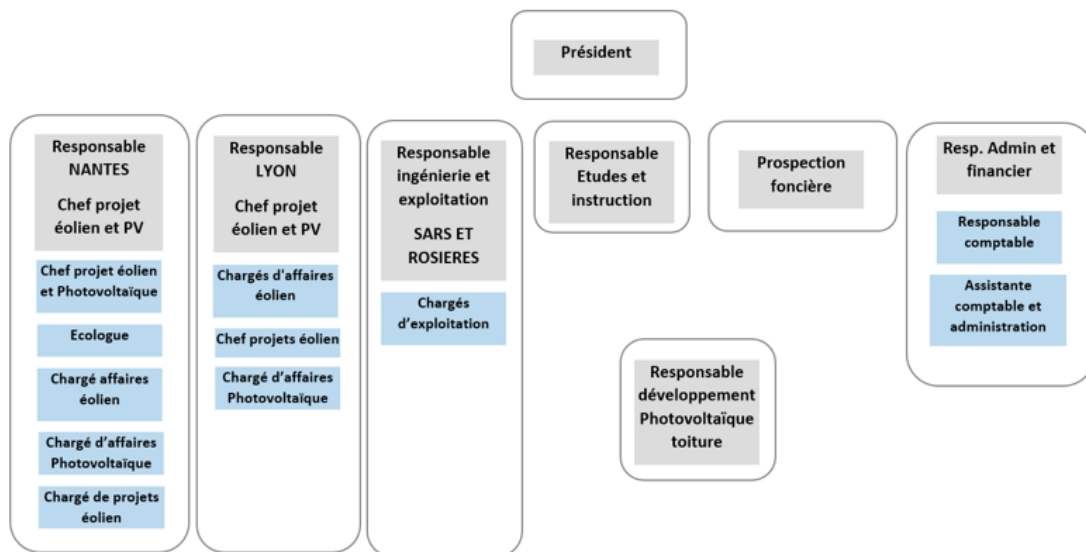 Président
Responsable
NANTES
Chef projet
éolien et PV
Chef projet éolien
et Photovoltaïque
Ecologue
Chargé affaires
éolien
Chargé d'affaires
Photovoltaïque
Chargé de projets
éolien
Responsable
LYON
Chef projet
éolien et PV
Chargés d'affaires
éolien
Chef projets éolien
Chargé d'affaires
Photovoltaïque
Responsable
ingénierie et
exploitation
SARS ET
ROSIERES
Chargés
d'exploitation
Responsable
Etudes et
instruction
Prospection
foncière
Responsable
développement
Photovoltaïque
toiture
Resp. Admin et
financier
Responsable
comptable
Assistante
comptable et
administration